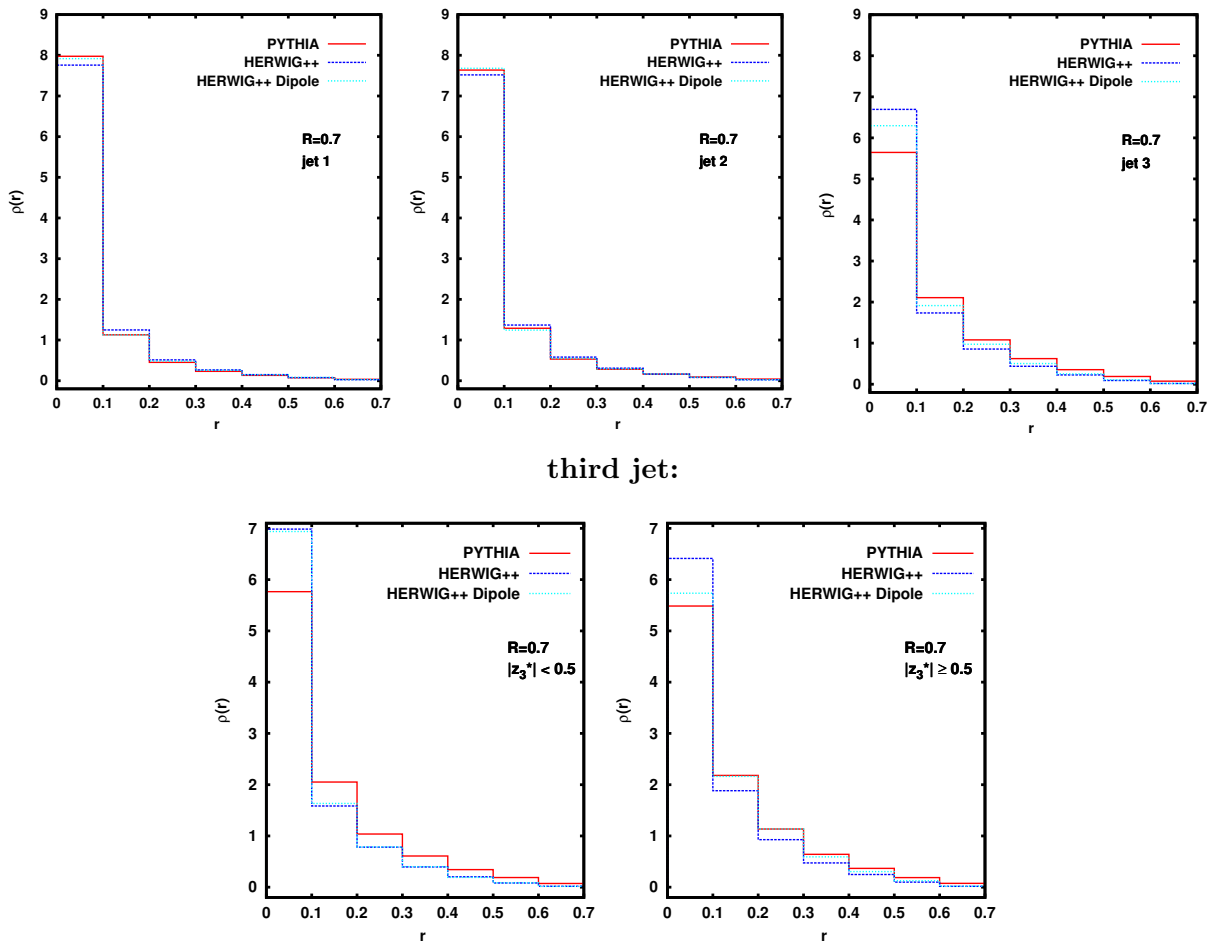 9
8
7
6
5
4
3
2
1
0
ρ(r)
PYTHIA
HERWIG++
HERWIG++ Dipole
R=0.7
jet 1
0 0.1 0.2 0.3 0.4 0.5 0.6 0.7
r
9
8
7
6
5
4
3
2
1
0
ρ(r)
PYTHIA
HERWIG++
HERWIG++ Dipole
R=0.7
jet 2
0 0.1 0.2 0.3 0.4 0.5 0.6 0.7
r
9
8
7
6
5
4
3
2
1
0
ρ(r)
PYTHIA
HERWIG++
HERWIG++ Dipole
R=0.7
jet 3
0 0.1 0.2 0.3 0.4 0.5 0.6 0.7
r
third jet:
7
6
5
4
3
2
1
0
ρ(r)
PYTHIA
HERWIG++
HERWIG++ Dipole
R=0.7
|z₃*| < 0.5
0 0.1 0.2 0.3 0.4 0.5 0.6 0.7
r
7
6
5
4
3
2
1
0
ρ(r)
PYTHIA
HERWIG++
HERWIG++ Dipole
R=0.7
|z₃*| ≥ 0.5
0 0.1 0.2 0.3 0.4 0.5 0.6 0.7
r